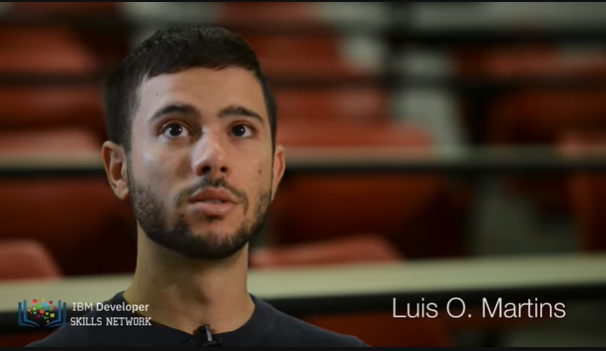 IBM Developer
SKILLS NETWORK
Luis O. Martins